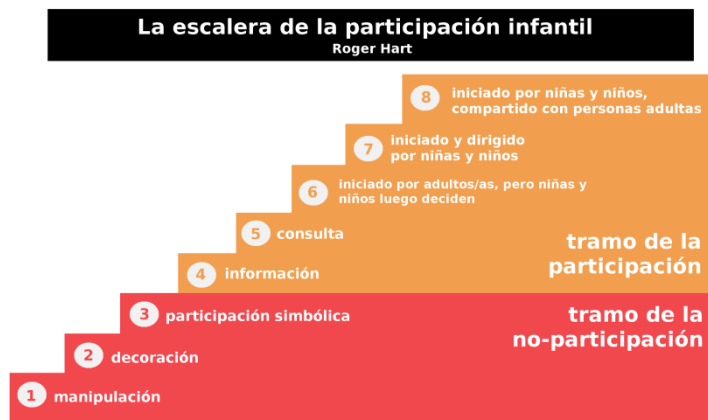 La escalera de la participación infantil
Roger Hart
8
iniciado por niñas y niños,
compartido con personas adultas
7
iniciado y dirigido
por niñas y niños
6
iniciado por adultos/as, pero niñas y
niños luego deciden
5 consulta
4 información
tramo de la
participación
3 participación simbólica
2 decoración
1 manipulación
tramo de la
no-participación